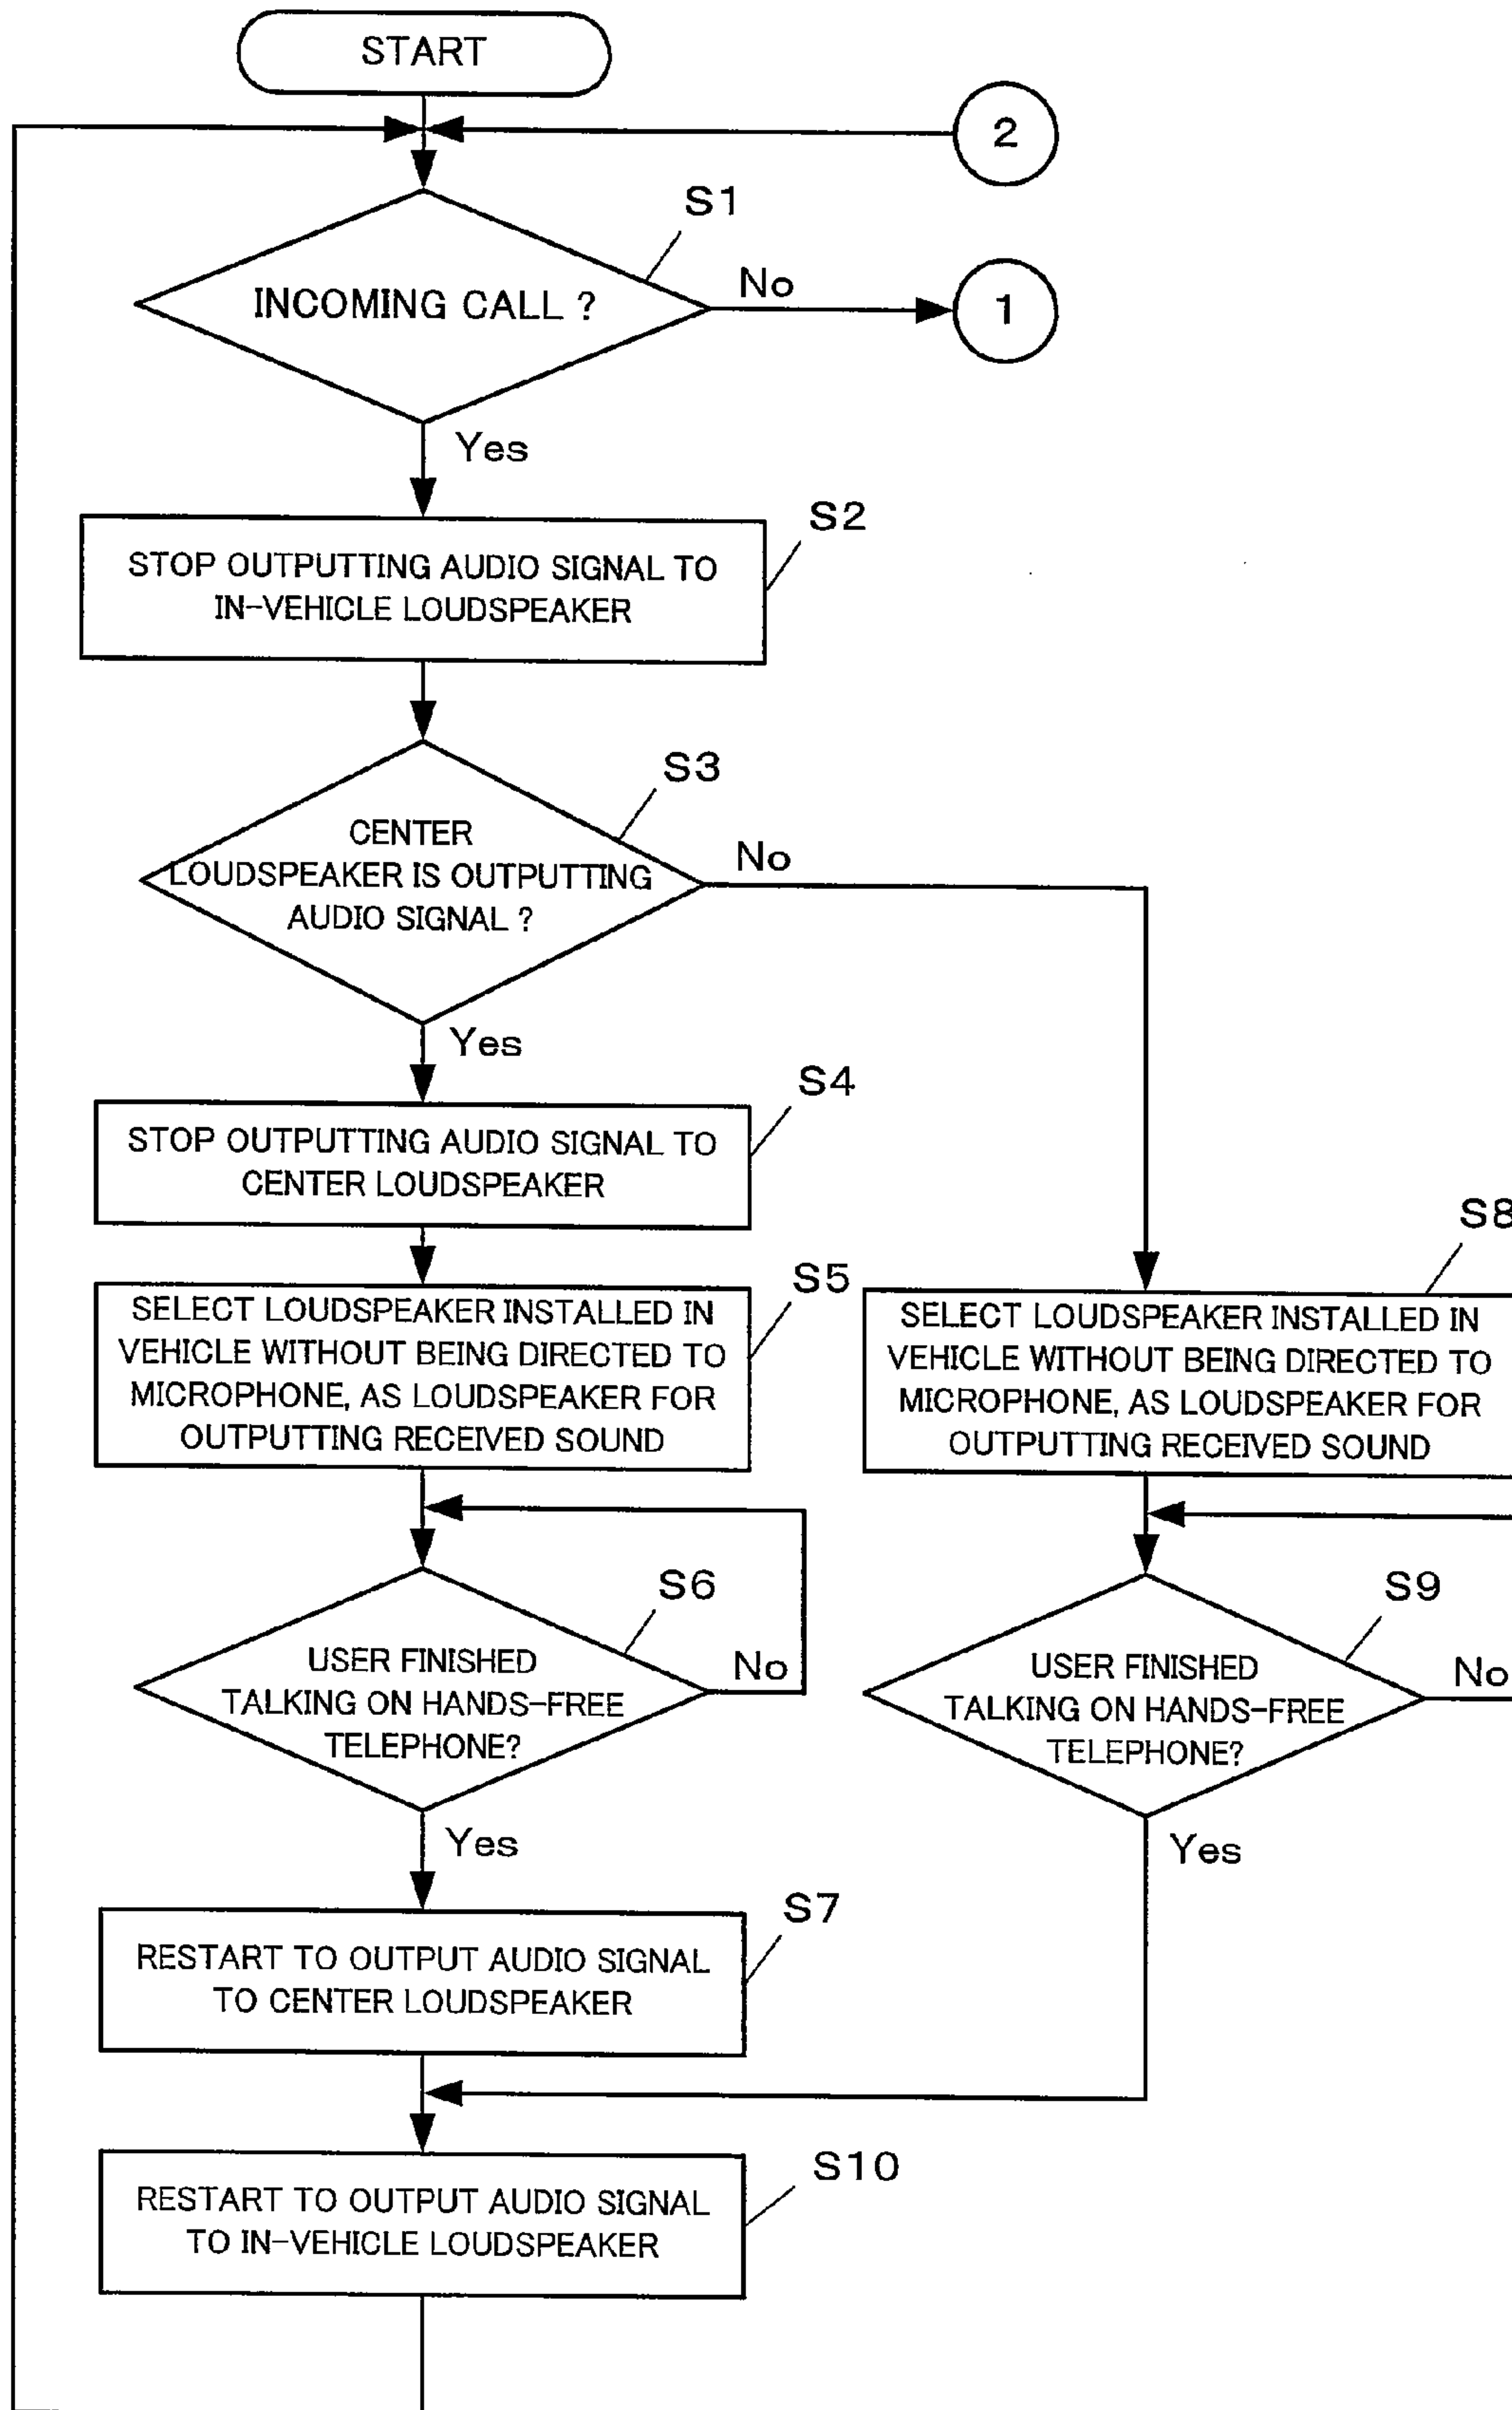 START
2
S1
INCOMING CALL ?
No
1
Yes
S2
STOP OUTPUTTING AUDIO SIGNAL TO
IN-VEHICLE LOUDSPEAKER
S3
CENTER
LOUDSPEAKER IS OUTPUTTING
AUDIO SIGNAL ?
No
Yes
S4
STOP OUTPUTTING AUDIO SIGNAL TO
CENTER LOUDSPEAKER
S5
SELECT LOUDSPEAKER INSTALLED IN
VEHICLE WITHOUT BEING DIRECTED TO
MICROPHONE, AS LOUDSPEAKER FOR
OUTPUTTING RECEIVED SOUND
S8
SELECT LOUDSPEAKER INSTALLED IN
VEHICLE WITHOUT BEING DIRECTED TO
MICROPHONE, AS LOUDSPEAKER FOR
OUTPUTTING RECEIVED SOUND
S6
USER FINISHED
TALKING ON HANDS-FREE
TELEPHONE?
No
Yes
S9
USER FINISHED
TALKING ON HANDS-FREE
TELEPHONE?
No
Yes
S7
RESTART TO OUTPUT AUDIO SIGNAL
TO CENTER LOUDSPEAKER
S10
RESTART TO OUTPUT AUDIO SIGNAL
TO IN-VEHICLE LOUDSPEAKER